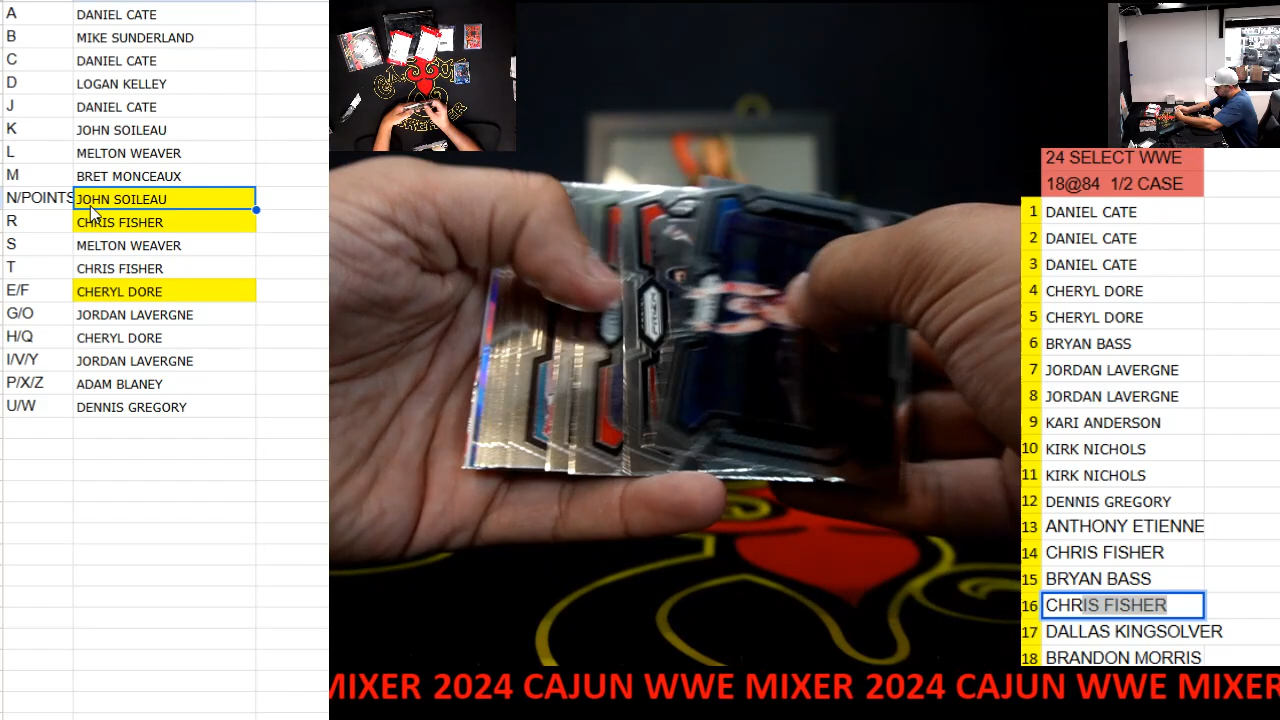 A DANIEL CATE
B MIKE SUNDERLAND
C DANIEL CATE
D LOGAN KELLEY
J DANIEL CATE
K JOHN SOILEAU
L MELTON WEAVER
M BRET MONCEAUX
N/POINTS JOHN SOILEAU
R CHRIS FISHER
S MELTON WEAVER
T CHRIS FISHER
E/F CHERYL DORE
G/O JORDAN LAVERGNE
H/Q CHERYL DORE
I/V/Y JORDAN LAVERGNE
P/X/Z ADAM BLANEY
U/W DENNIS GREGORY
24 SELECT WWE
18@84 1/2 CASE
1 DANIEL CATE
2 DANIEL CATE
3 DANIEL CATE
4 CHERYL DORE
5 CHERYL DORE
6 BRYAN BASS
7 JORDAN LAVERGNE
8 JORDAN LAVERGNE
9 KARI ANDERSON
10 KIRK NICHOLS
11 KIRK NICHOLS
12 DENNIS GREGORY
13 ANTHONY ETIENNE
14 CHRIS FISHER
15 BRYAN BASS
16 CHRIS FISHER
17 DALLAS KINGSOLVER
18 BRANDON MORRIS
MIXER 2024 CAJUN WWE MIXER 2024 CAJUN WWE MIXER